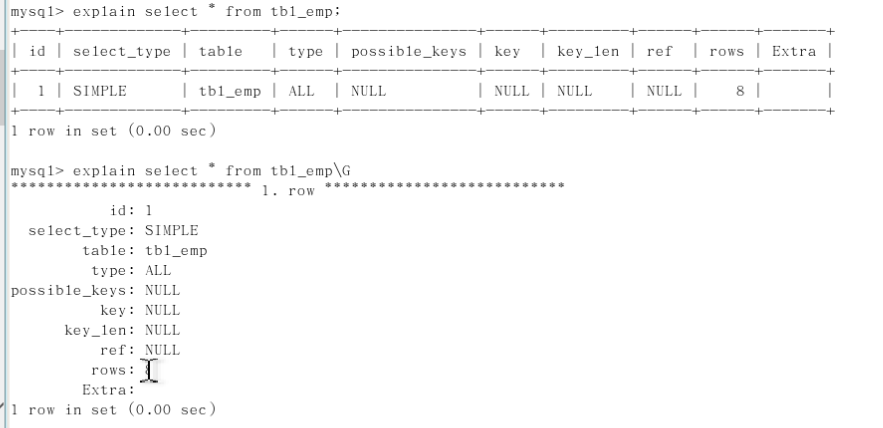 mysql> explain select * from tbl_emp;
+----+-------------+---------+------+---------------+------+---------+------+------+-------+
| id | select_type | table   | type | possible_keys | key  | key_len | ref  | rows | Extra |
+----+-------------+---------+------+---------------+------+---------+------+------+-------+
|  1 | SIMPLE      | tbl_emp | ALL  | NULL          | NULL | NULL    | NULL |    8 |       |
+----+-------------+---------+------+---------------+------+---------+------+------+-------+
1 row in set (0.00 sec)
mysql> explain select * from tbl_emp\G
*************************** 1. row ***************************
           id: 1
  select_type: SIMPLE
        table: tbl_emp
         type: ALL
possible_keys: NULL
          key: NULL
      key_len: NULL
          ref: NULL
         rows:
        Extra:
1 row in set (0.00 sec)